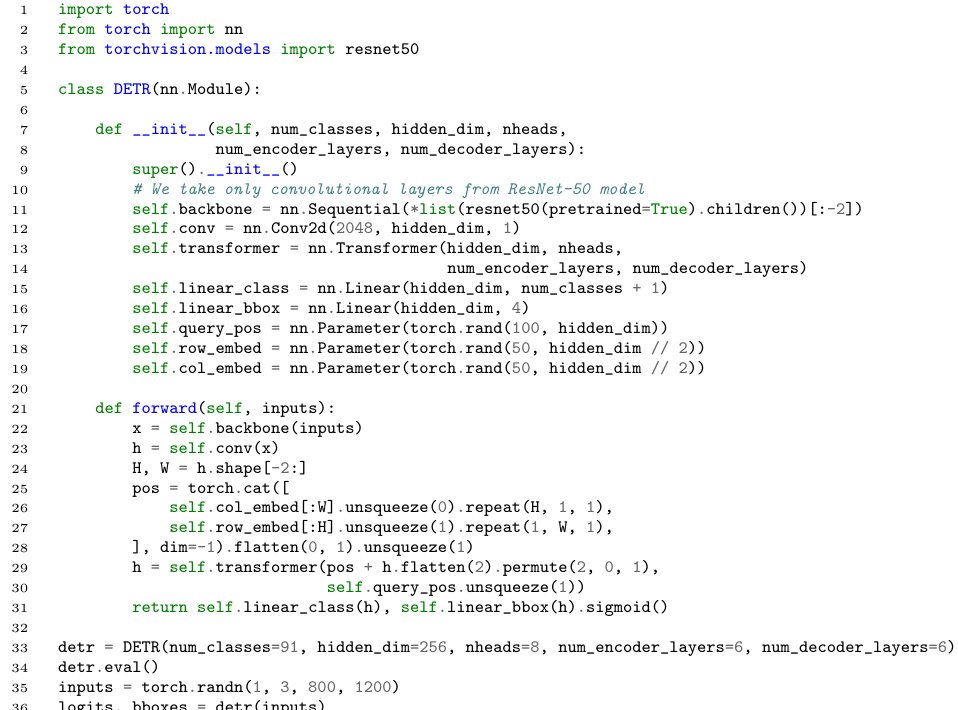 1 import torch
2 from torch import nn
3 from torchvision.models import resnet50
4
5 class DETR(nn.Module):
6
7     def __init__(self, num_classes, hidden_dim, nheads,
8                  num_encoder_layers, num_decoder_layers):
9         super().__init__()
10         # We take only convolutional layers from ResNet-50 model
11         self.backbone = nn.Sequential(*list(resnet50(pretrained=True).children())[:-2])
12         self.conv = nn.Conv2d(2048, hidden_dim, 1)
13         self.transformer = nn.Transformer(hidden_dim, nheads,
14                                           num_encoder_layers, num_decoder_layers)
15         self.linear_class = nn.Linear(hidden_dim, num_classes + 1)
16         self.linear_bbox = nn.Linear(hidden_dim, 4)
17         self.query_pos = nn.Parameter(torch.rand(100, hidden_dim))
18         self.row_embed = nn.Parameter(torch.rand(50, hidden_dim // 2))
19         self.col_embed = nn.Parameter(torch.rand(50, hidden_dim // 2))
20
21     def forward(self, inputs):
22         x = self.backbone(inputs)
23         h = self.conv(x)
24         H, W = h.shape[-2:]
25         pos = torch.cat([
26             self.col_embed[:W].unsqueeze(0).repeat(H, 1, 1),
27             self.row_embed[:H].unsqueeze(1).repeat(1, W, 1),
28         ], dim=-1).flatten(0, 1).unsqueeze(1)
29         h = self.transformer(pos + h.flatten(2).permute(2, 0, 1),
30                              self.query_pos.unsqueeze(1))
31         return self.linear_class(h), self.linear_bbox(h).sigmoid()
32
33 detr = DETR(num_classes=91, hidden_dim=256, nheads=8, num_encoder_layers=6, num_decoder_layers=6)
34 detr.eval()
35 inputs = torch.randn(1, 3, 800, 1200)
36 logits, bboxes = detr(inputs)